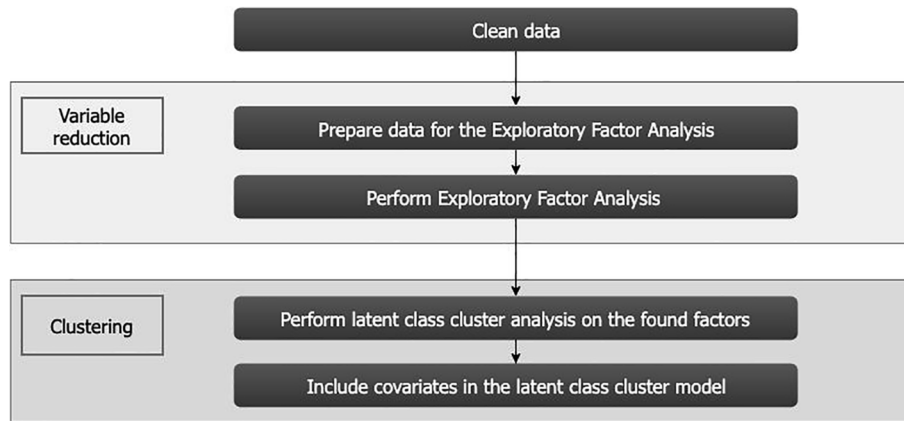 Clean data
Variable
reduction
Prepare data for the Exploratory Factor Analysis
Perform Exploratory Factor Analysis
Clustering
Perform latent class cluster analysis on the found factors
Include covariates in the latent class cluster model